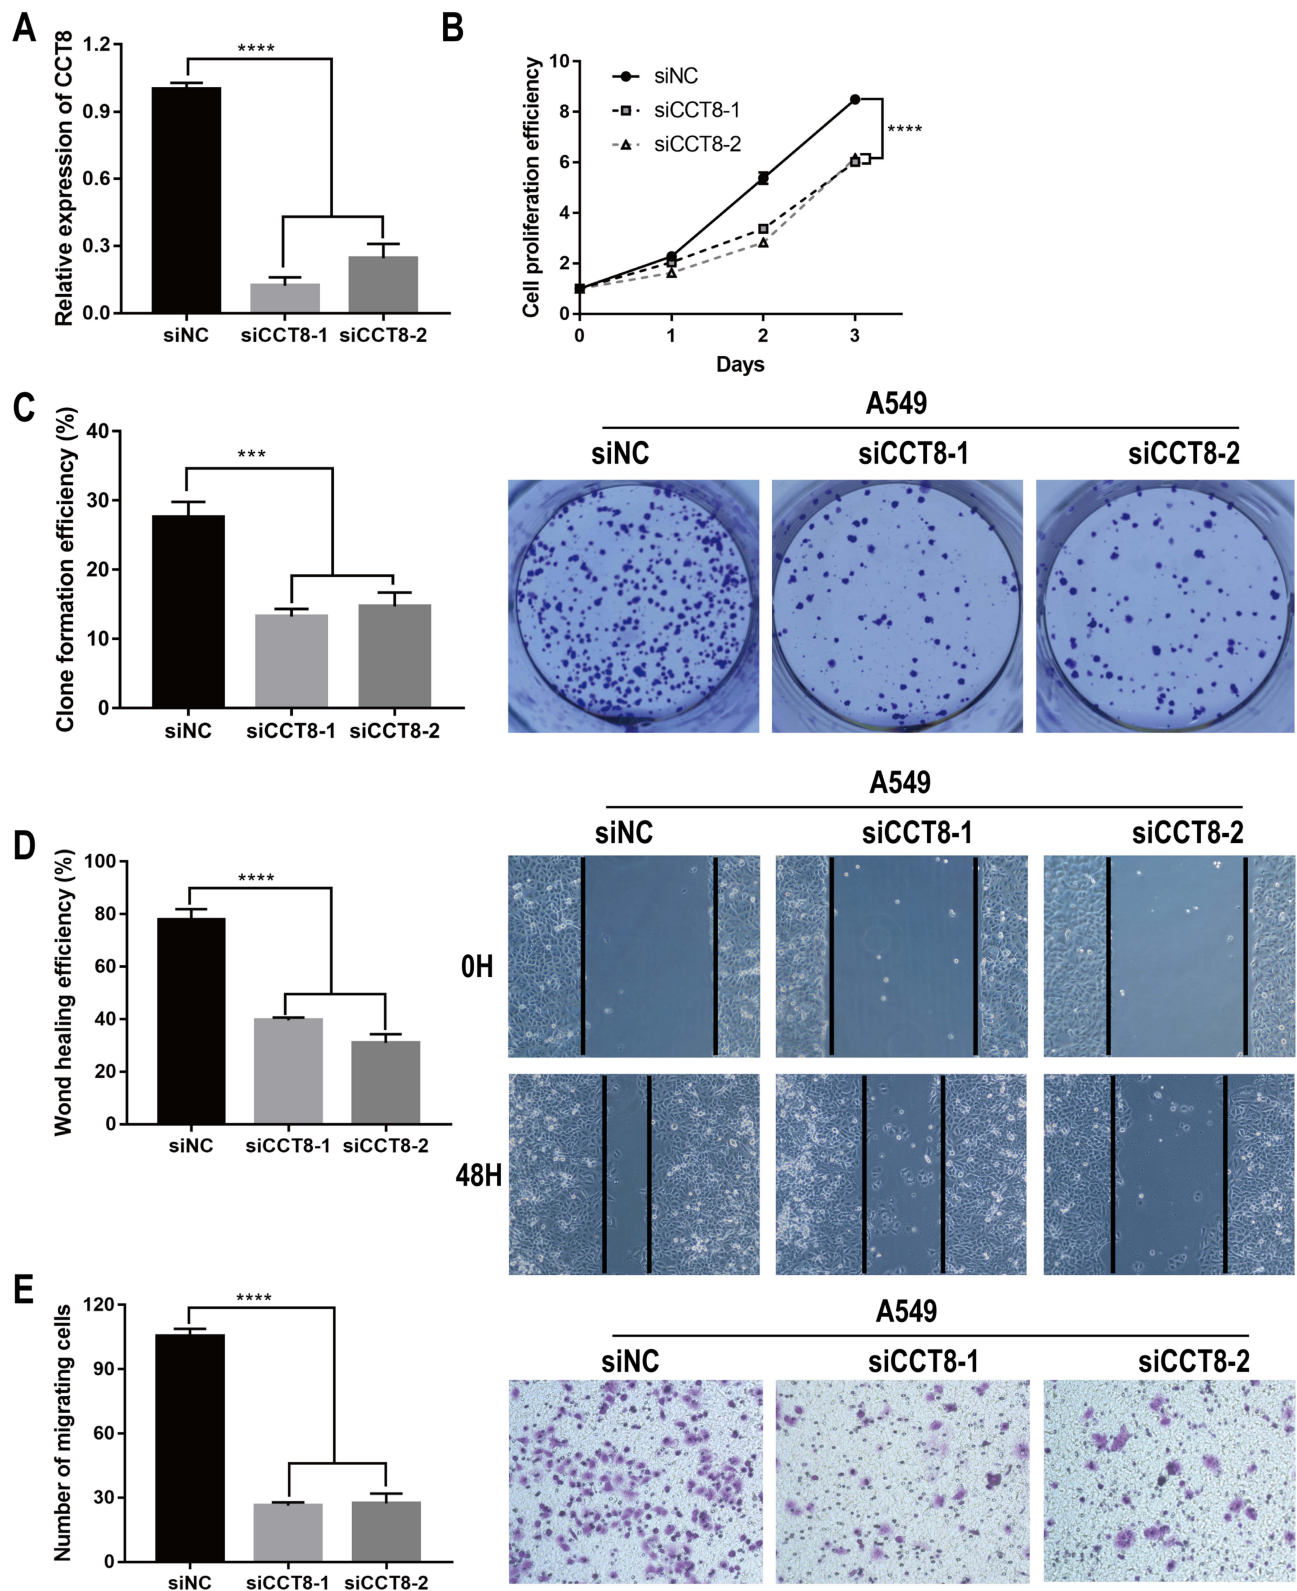 A
Relative expression of CCT8
1.2
0.9
0.6
0.3
0.0
****
siNC
siCCT8-1
siCCT8-2
B
Cell proliferation efficiency
10
8
6
4
2
0
siNC
siCCT8-1
siCCT8-2
****
0
1
2
3
Days
C
Clone formation efficiency (%)
40
30
20
10
0
***
siNC
siCCT8-1
siCCT8-2
A549
siNC
siCCT8-1
siCCT8-2
D
Wond healing efficiency (%)
100
80
60
40
20
0
****
siNC
siCCT8-1
siCCT8-2
A549
siNC
siCCT8-1
siCCT8-2
0H
48H
E
Number of migrating cells
120
90
60
30
0
****
siNC
siCCT8-1
siCCT8-2
A549
siNC
siCCT8-1
siCCT8-2